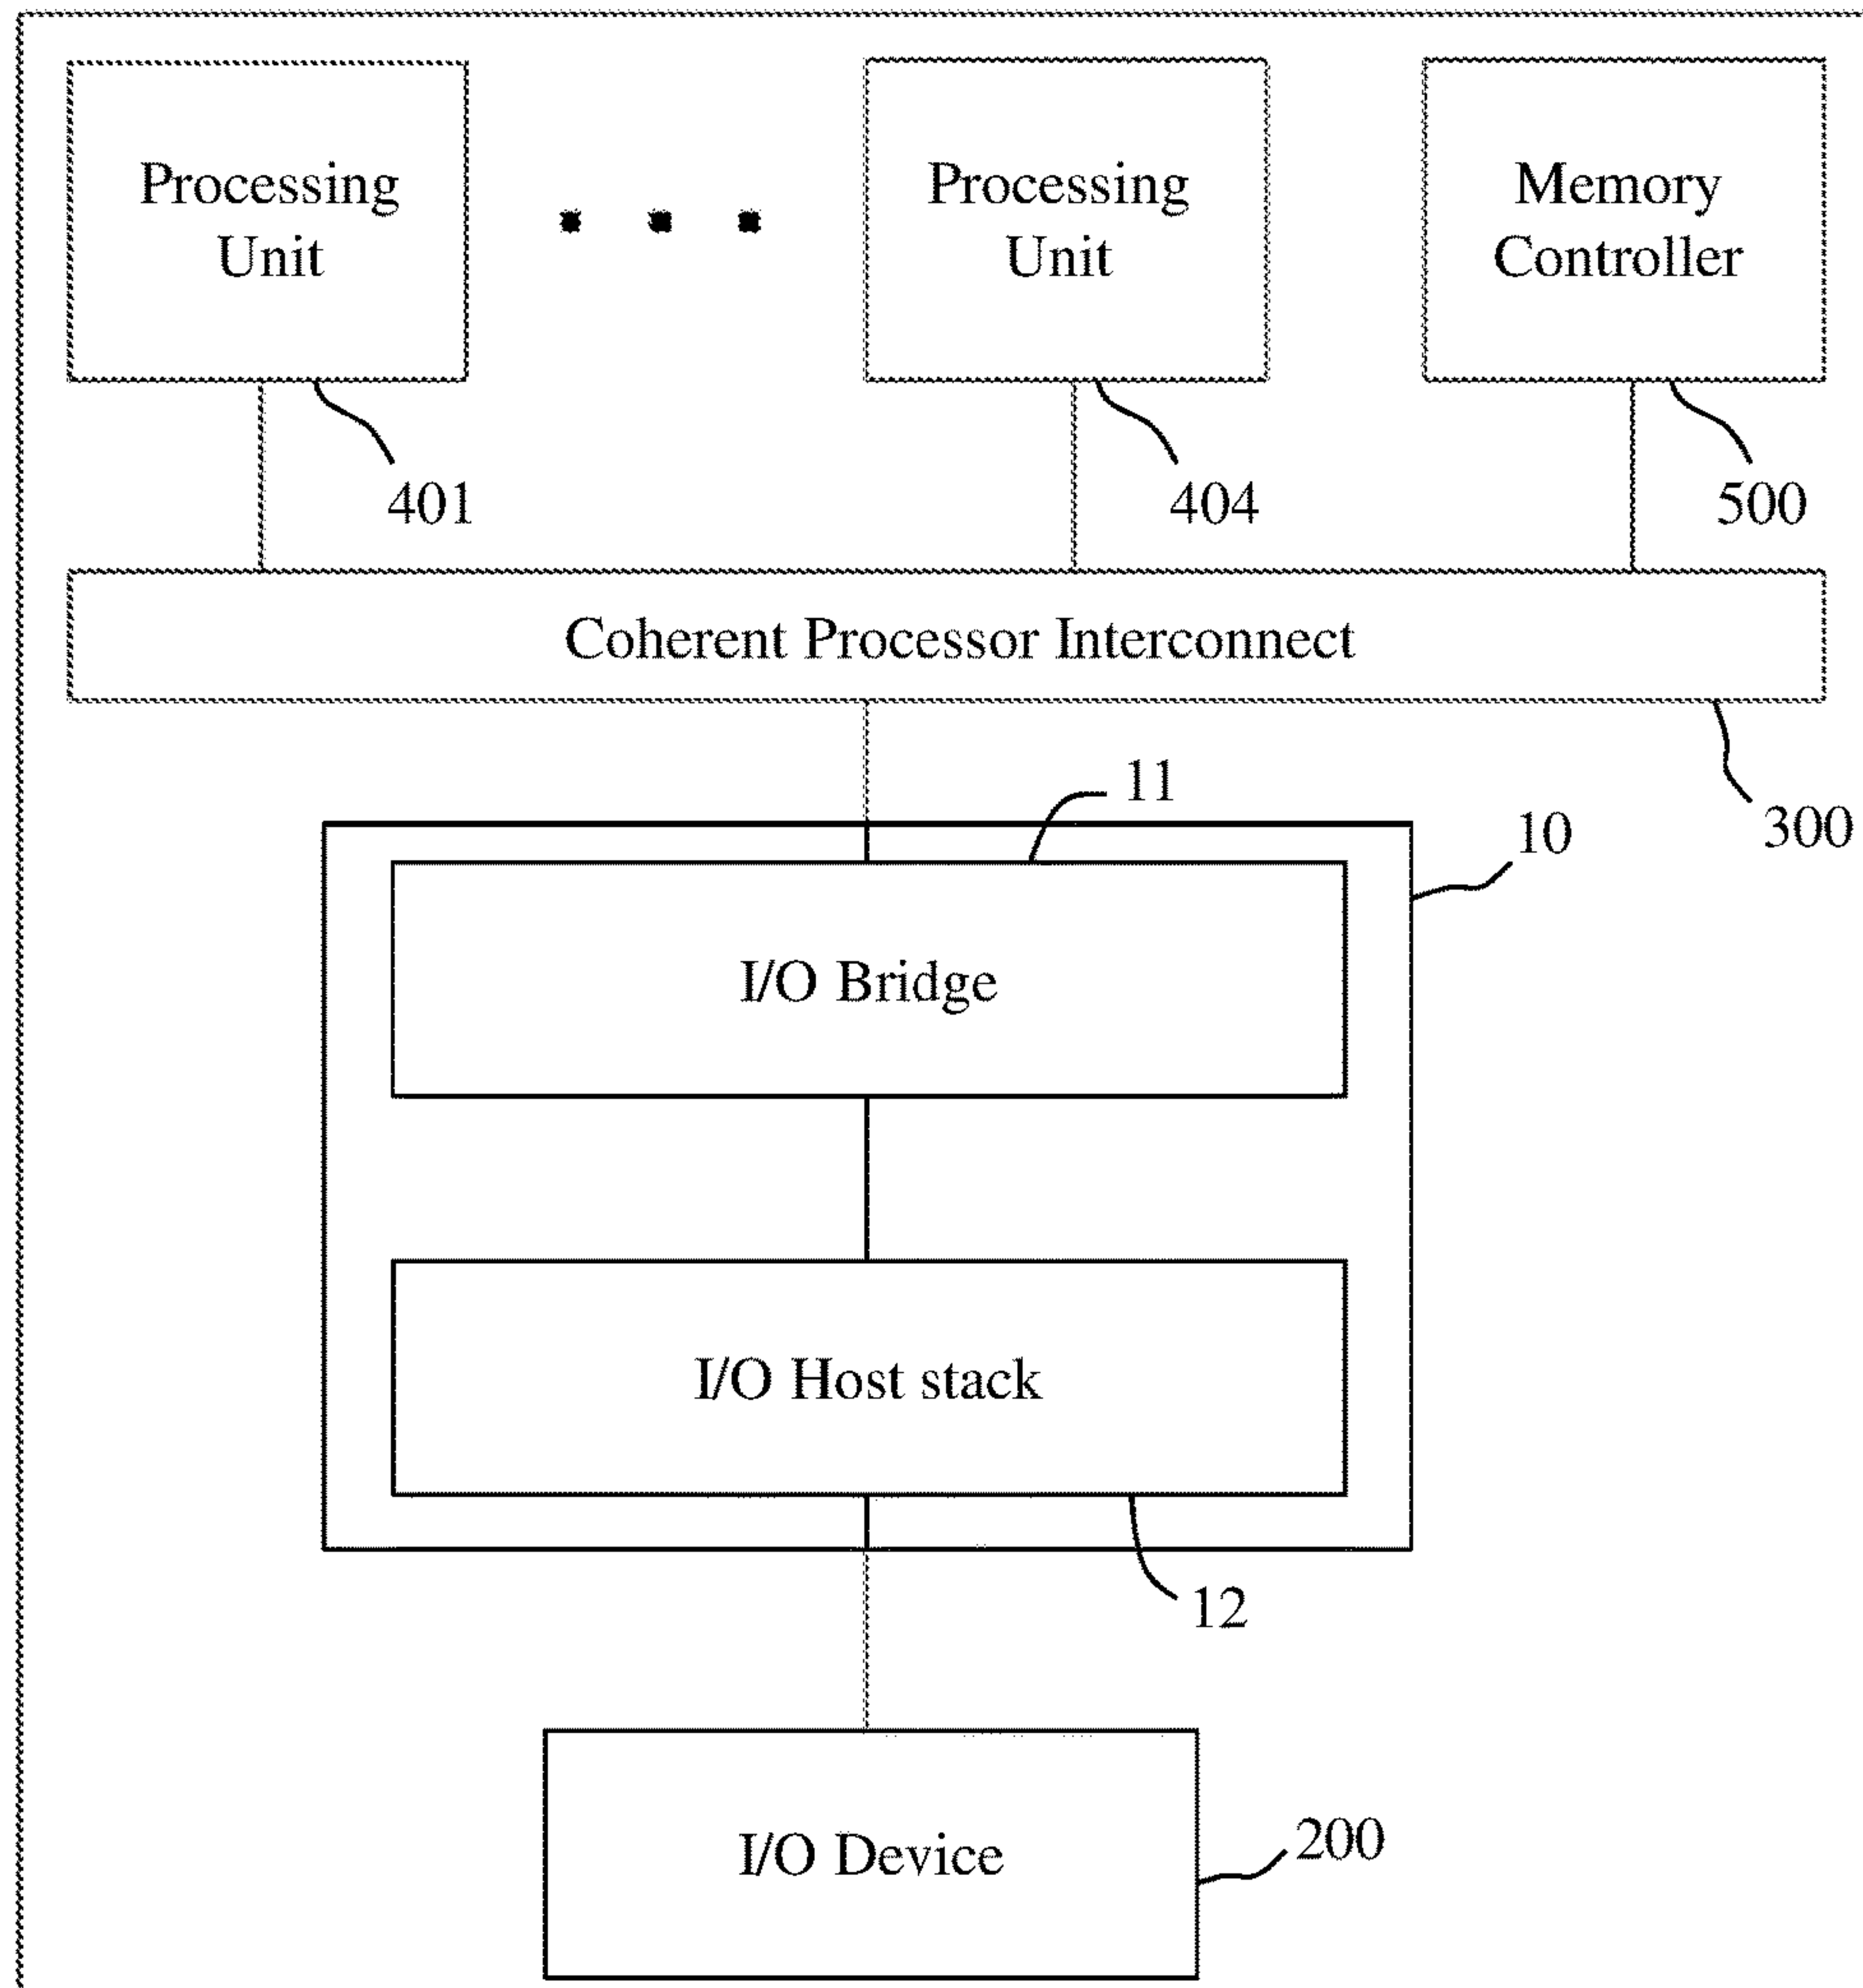 Processing
Unit
Processing
Unit
Memory
Controller
401
404
500
Coherent Processor Interconnect
300
11
10
I/O Bridge
I/O Host stack
12
I/O Device
200